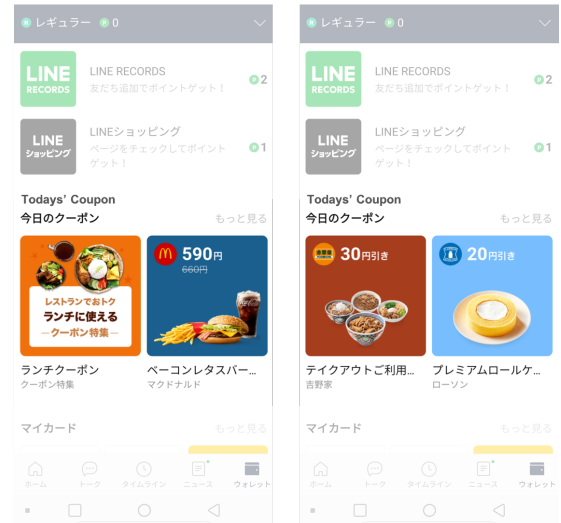 レギュラー P 0
LINE
RECORDS
LINE RECORDS
友だち追加でポイントゲット！
P 2
LINE
ショッピング
LINEショッピング
ページをチェックしてポイント
ゲット！
P 1
Todays' Coupon
今日のクーポン
もっと見る
レストランでおトク
ランチに使える
ークーポン特集ー
590円
660円
Coca-Cola
ランチクーポン
クーポン特集
ベーコンレタスバー...
マクドナルド
マイカード
もっと見る
ホーム
トーク
タイムライン
ニュース
ウォレット
レギュラー P 0
LINE
RECORDS
LINE RECORDS
友だち追加でポイントゲット！
P 2
LINE
ショッピング
LINEショッピング
ページをチェックしてポイント
ゲット！
P 1
Todays' Coupon
今日のクーポン
もっと見る
吉野家
30円引き
20円引き
テイクアウトご利用...
吉野家
プレミアムロールケ...
ローソン
マイカード
もっと見る
ホーム
トーク
タイムライン
ニュース
ウォレット